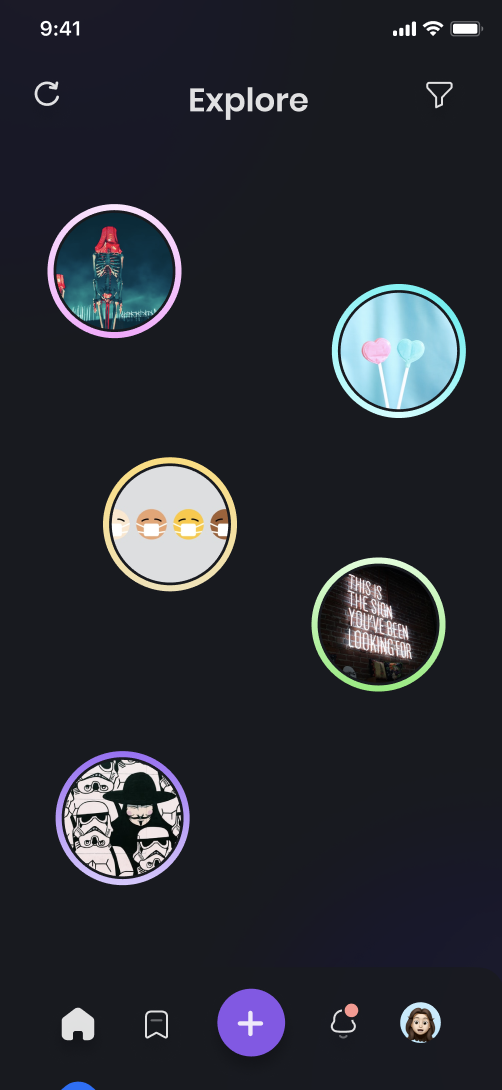 9:41
Explore
THIS IS
THE SIGN
YOU'VE BEEN
LOOKING FOR